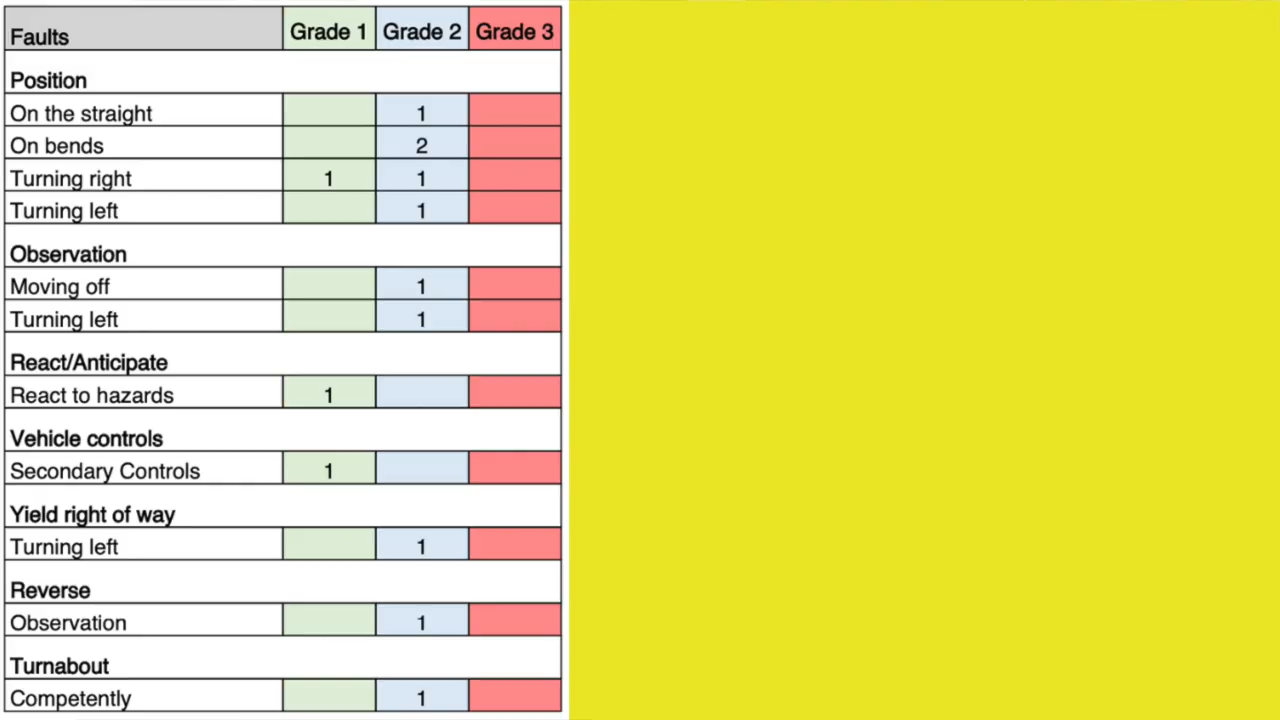 Faults Grade 1 Grade 2 Grade 3
Position
On the straight 1
On bends 2
Turning right 1 1
Turning left 1
Observation
Moving off 1
Turning left 1
React/Anticipate
React to hazards 1
Vehicle controls
Secondary Controls 1
Yield right of way
Turning left 1
Reverse
Observation 1
Turnabout
Competently 1